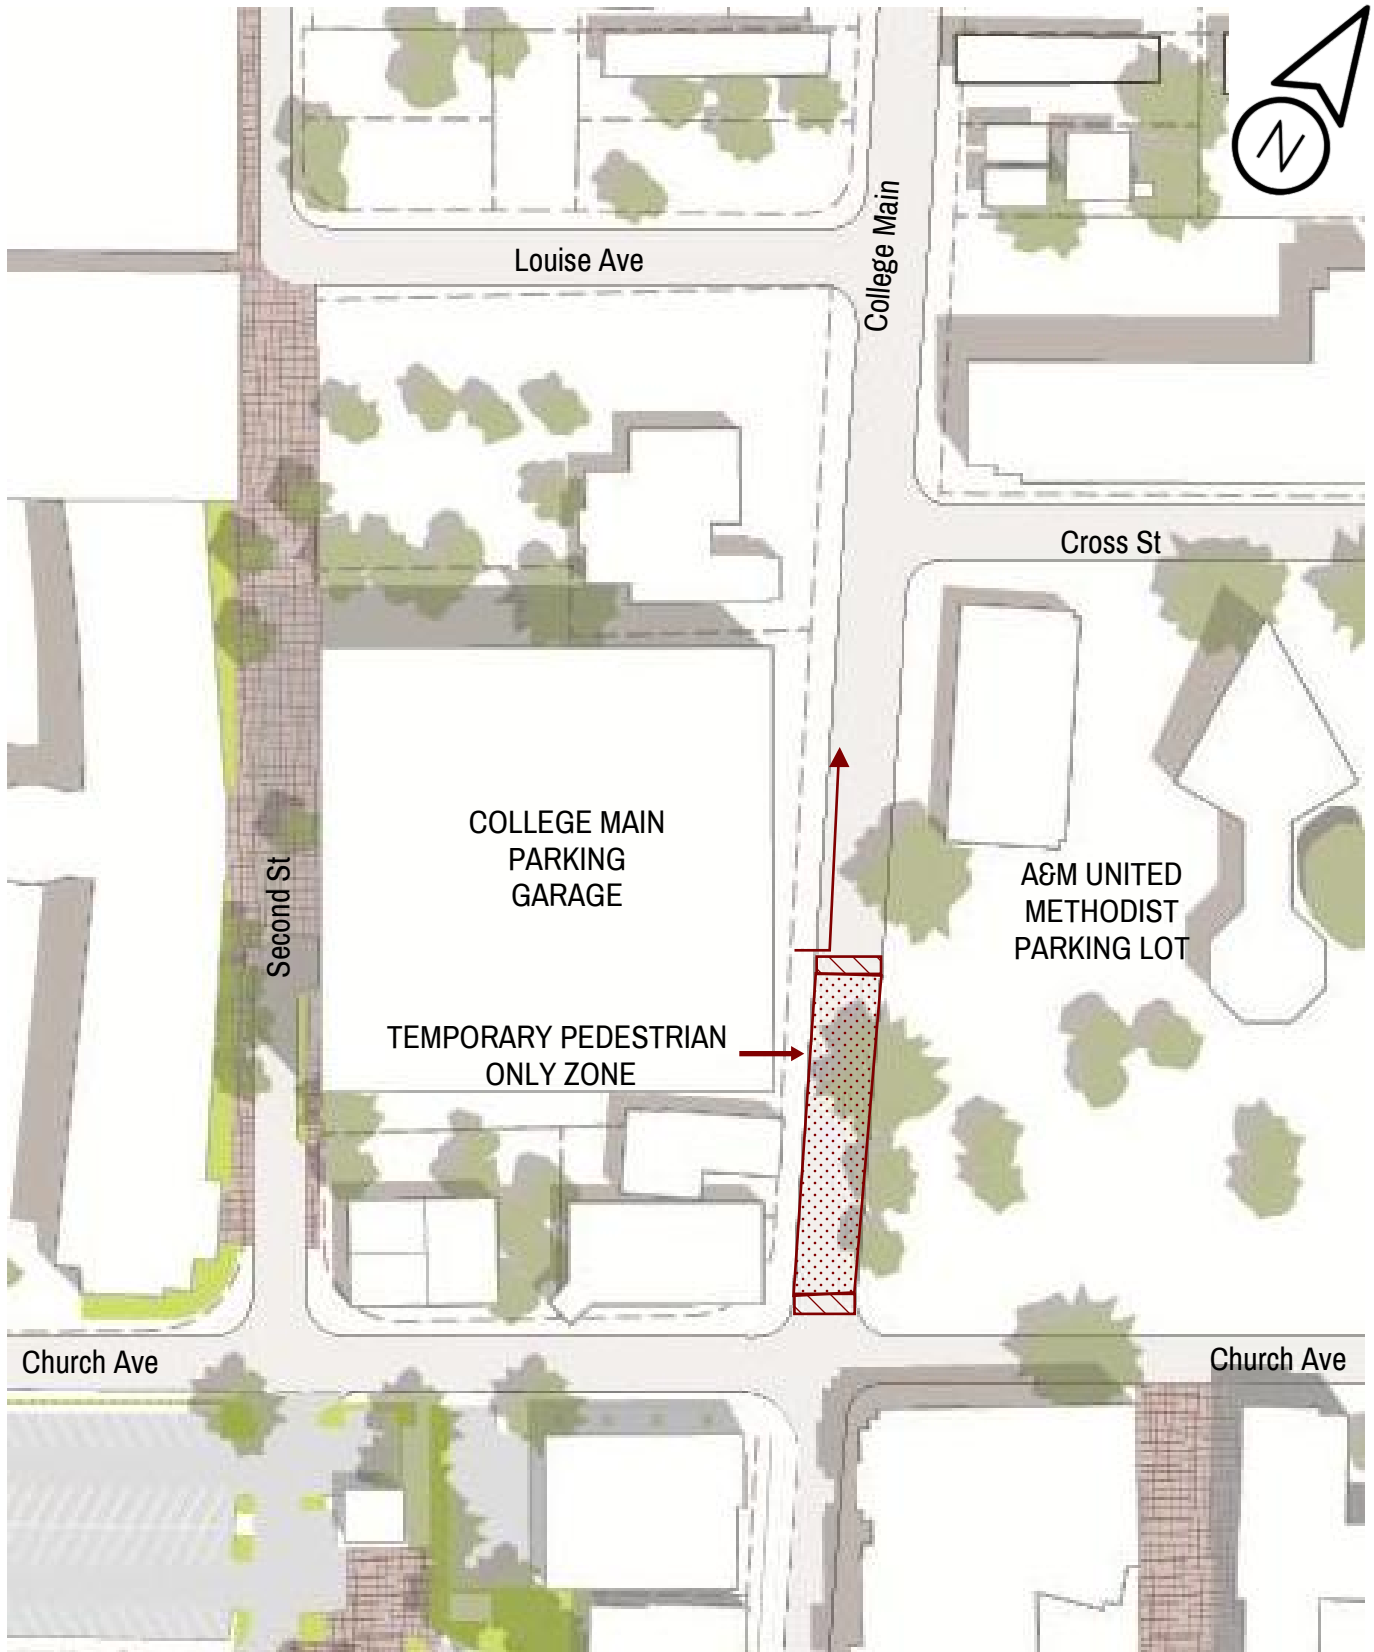 N
College Main
Louise Ave
Cross St
COLLEGE MAIN
PARKING
GARAGE
Second St
A&M UNITED
METHODIST
PARKING LOT
TEMPORARY PEDESTRIAN
ONLY ZONE
Church Ave
Church Ave